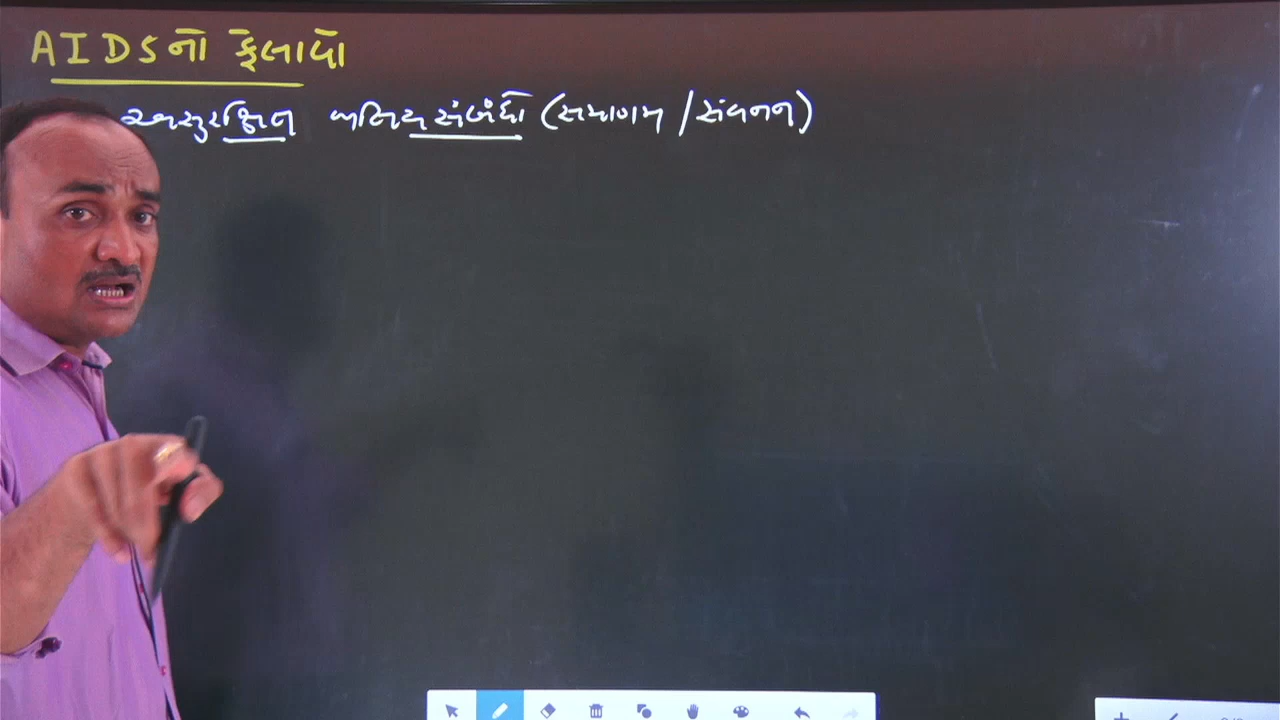 AIDSનો ફેલાવો
અસુરક્ષિત જાતિય સંબંધો (સમાગમ / સંવનન)